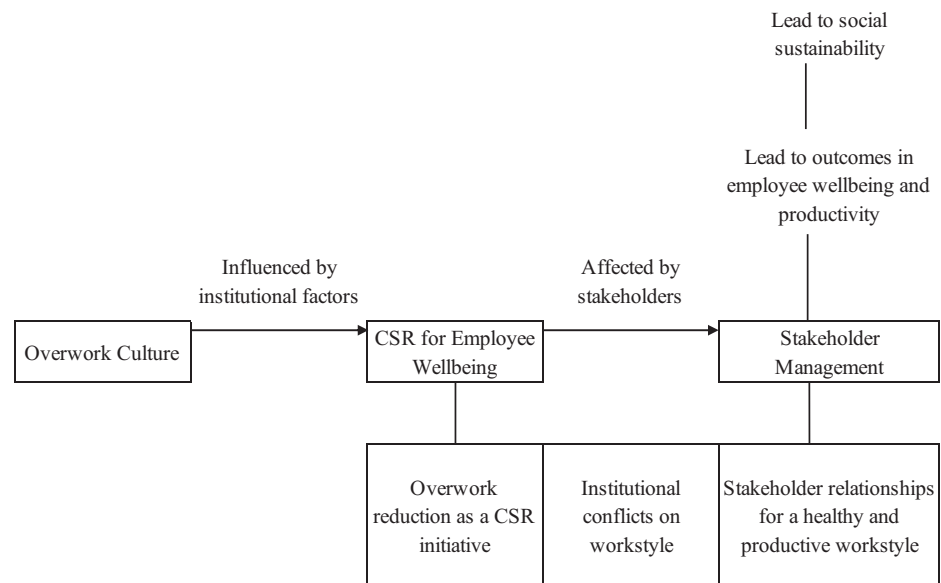 Lead to social
sustainability
Lead to outcomes in
employee wellbeing and
productivity
Influenced by
institutional factors
Affected by
stakeholders
Overwork Culture
CSR for Employee
Wellbeing
Stakeholder
Management
Overwork
reduction as a CSR
initiative
Institutional
conflicts on
workstyle
Stakeholder relationships
for a healthy and
productive workstyle